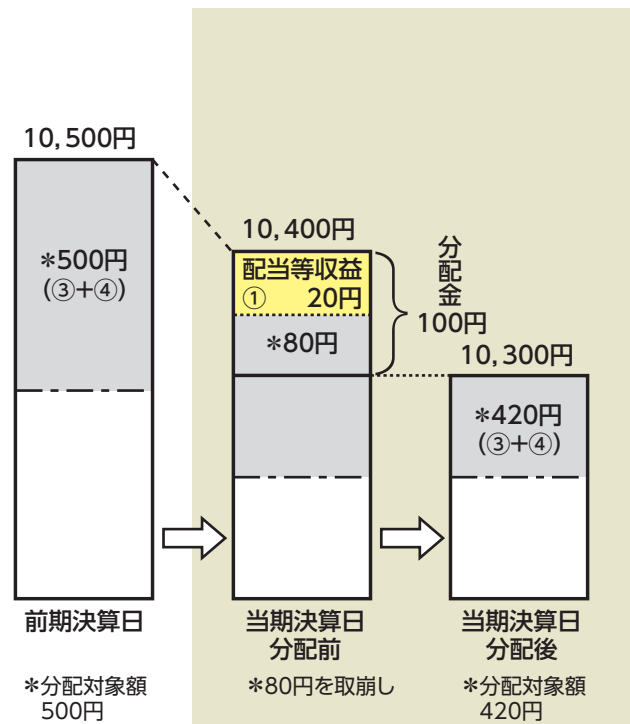 10,500円
*500円
(③+④)
10,400円
配当等収益
① 20円
*80円
分配金
100円
10,300円
*420円
(③+④)
前期決算日
当期決算日
分配前
当期決算日
分配後
*分配対象額
500円
*80円を取崩し
*分配対象額
420円